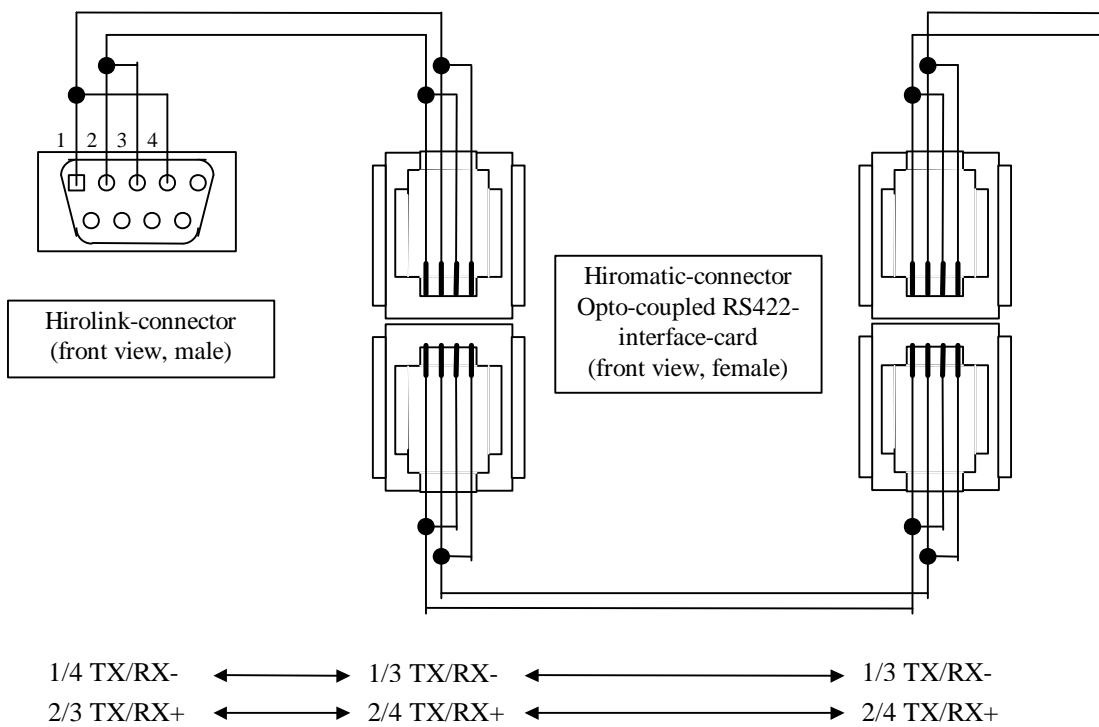 1 2 3 4
Hirolink-connector
(front view, male)
Hiromatic-connector
Opto-coupled RS422-
interface-card
(front view, female)
1/4 TX/RX- 1/3 TX/RX- 1/3 TX/RX-
2/3 TX/RX+ 2/4 TX/RX+ 2/4 TX/RX+